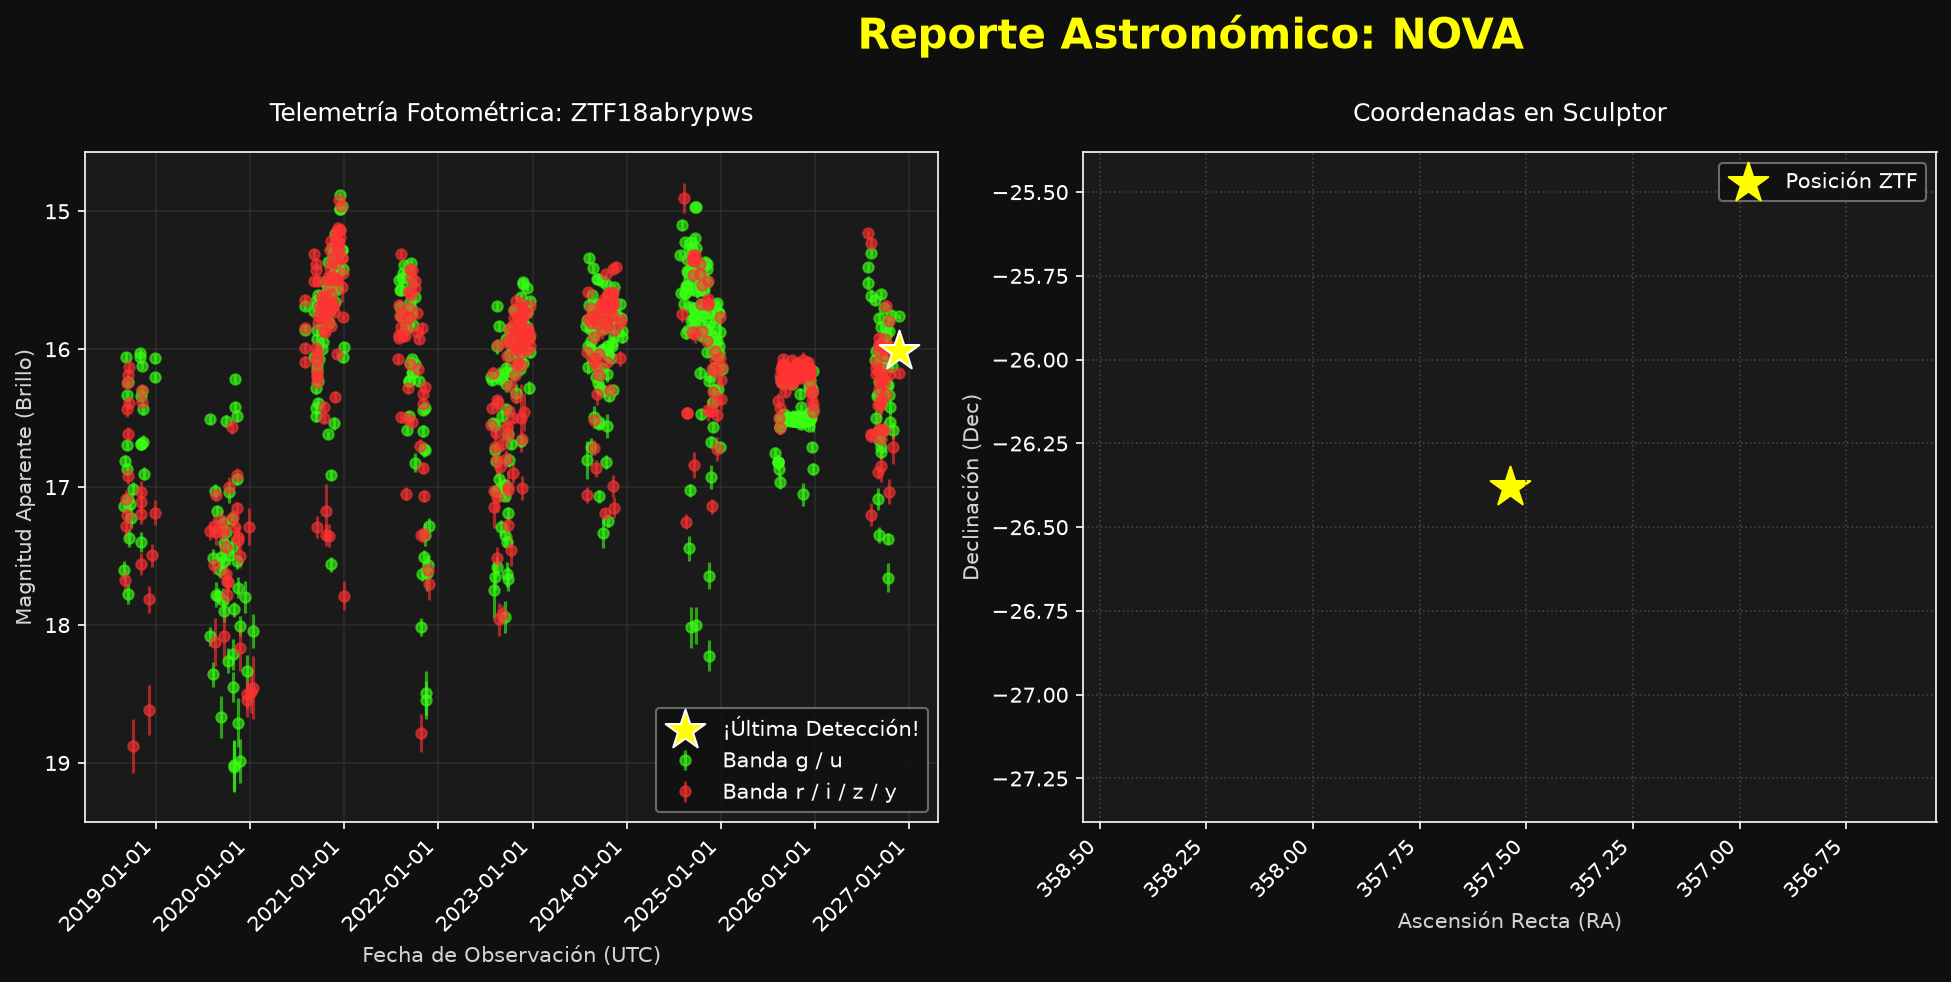 Reporte Astronómico: NOVA
Telemetría Fotométrica: ZTF18abrypws
Magnitud Aparente (Brillo)
15
16
17
18
19
¡Última Detección!
Banda g / u
Banda r / i / z / y
2019-01-01
2020-01-01
2021-01-01
2022-01-01
2023-01-01
2024-01-01
2025-01-01
2026-01-01
2027-01-01
Fecha de Observación (UTC)
Coordenadas en Sculptor
Posición ZTF
Declinación (Dec)
−25.50
−25.75
−26.00
−26.25
−26.50
−26.75
−27.00
−27.25
358.50
358.25
358.00
357.75
357.50
357.25
357.00
356.75
Ascensión Recta (RA)